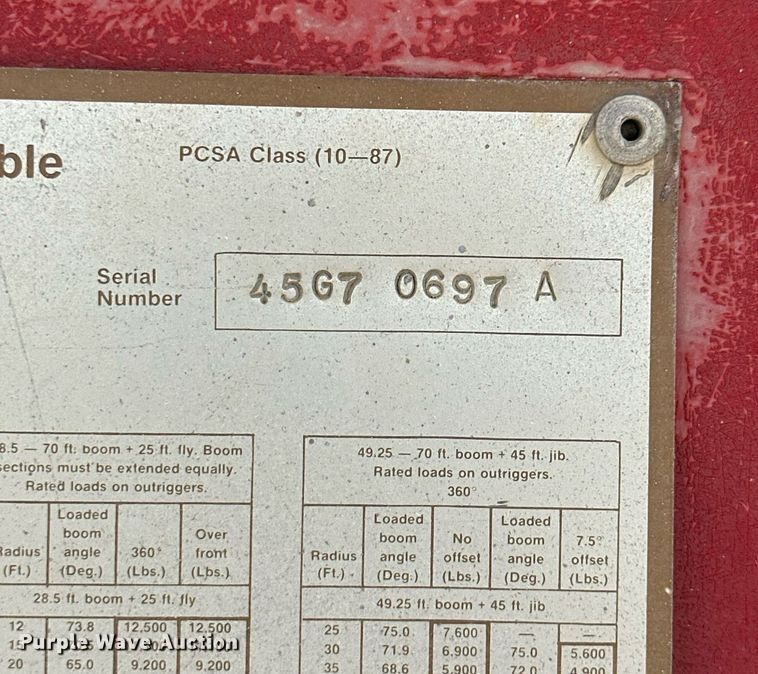 ble
PCSA Class (10—87)
Serial
Number
45G7 0697 A
8.5 — 70 ft. boom + 25 ft. fly. Boom
sections must be extended equally.
Rated loads on outriggers.
Radius
(Ft.)
Loaded
boom
angle
(Deg.)
360°
(Lbs.)
Over
front
(Lbs.)
28.5 ft. boom + 25 ft. fly
12 73.8 12,500 12,500
20 65.0 9,200 9,200
49.25 — 70 ft. boom + 45 ft. jib.
Rated loads on outriggers.
360°
Radius
(Ft.)
Loaded
boom
angle
(Deg.)
No
offset
(Lbs.)
Loaded
boom
angle
(Deg.)
7.5°
offset
(Lbs.)
49.25 ft. boom + 45 ft. jib
25 75.0 7,600 — —
30 71.9 6,900 75.0 5,600
35 68.6 5,900 72.0 4,900
Purple Wave Auction